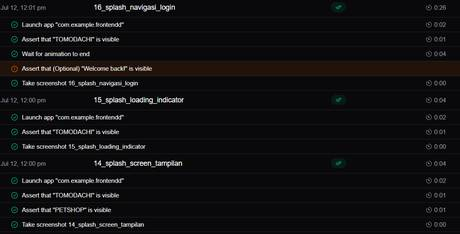 Jul 12, 12:01 pm 16_splash_navigasi_login 0:26
Launch app "com.example.frontendd" 0:02
Assert that "TOMODACHI" is visible 0:01
Wait for animation to end 0:04
Assert that (Optional) "Welcome back!" is visible
Take screenshot 16_splash_navigasi_login 0:00
Jul 12, 12:00 pm 15_splash_loading_indicator 0:04
Launch app "com.example.frontendd" 0:02
Assert that "TOMODACHI" is visible 0:01
Take screenshot 15_splash_loading_indicator 0:00
Jul 12, 12:00 pm 14_splash_screen_tampilan 0:04
Launch app "com.example.frontendd" 0:02
Assert that "TOMODACHI" is visible 0:01
Assert that "PETSHOP" is visible 0:01
Take screenshot 14_splash_screen_tampilan 0:00